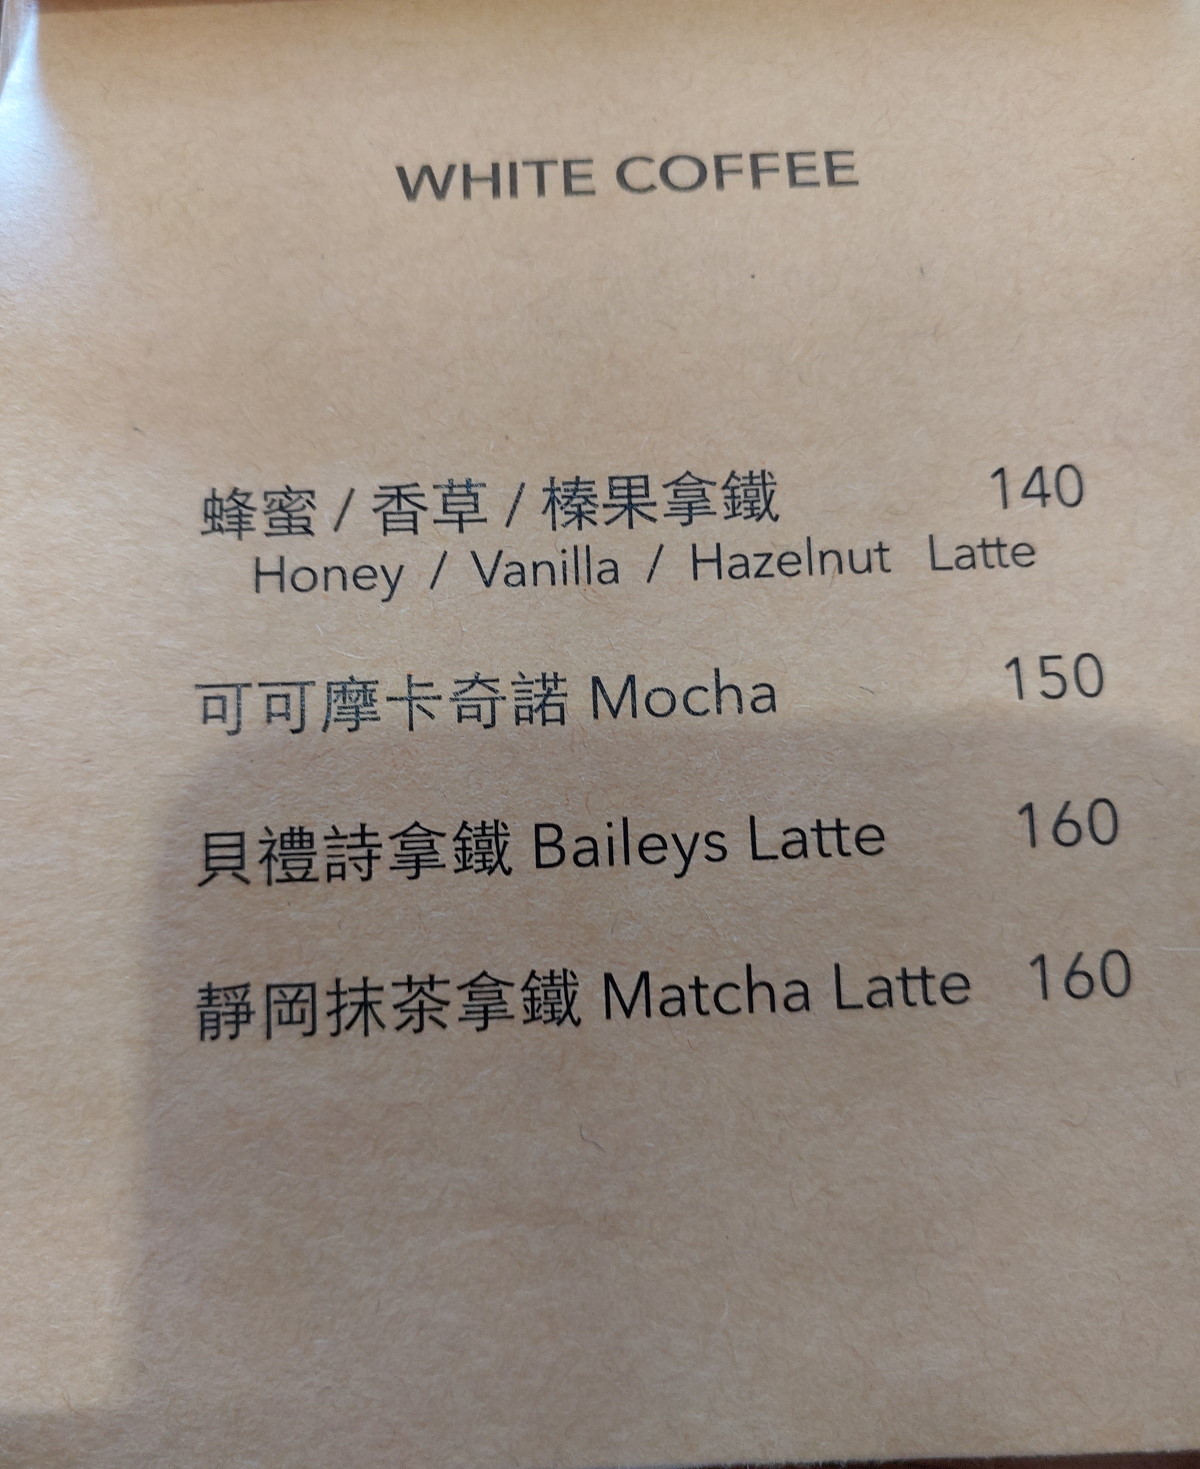 WHITE COFFEE
蜂蜜 / 香草 / 榛果拿鐵 140
Honey / Vanilla / Hazelnut Latte
可可摩卡奇諾 Mocha 150
貝禮詩拿鐵 Baileys Latte 160
靜岡抹茶拿鐵 Matcha Latte 160